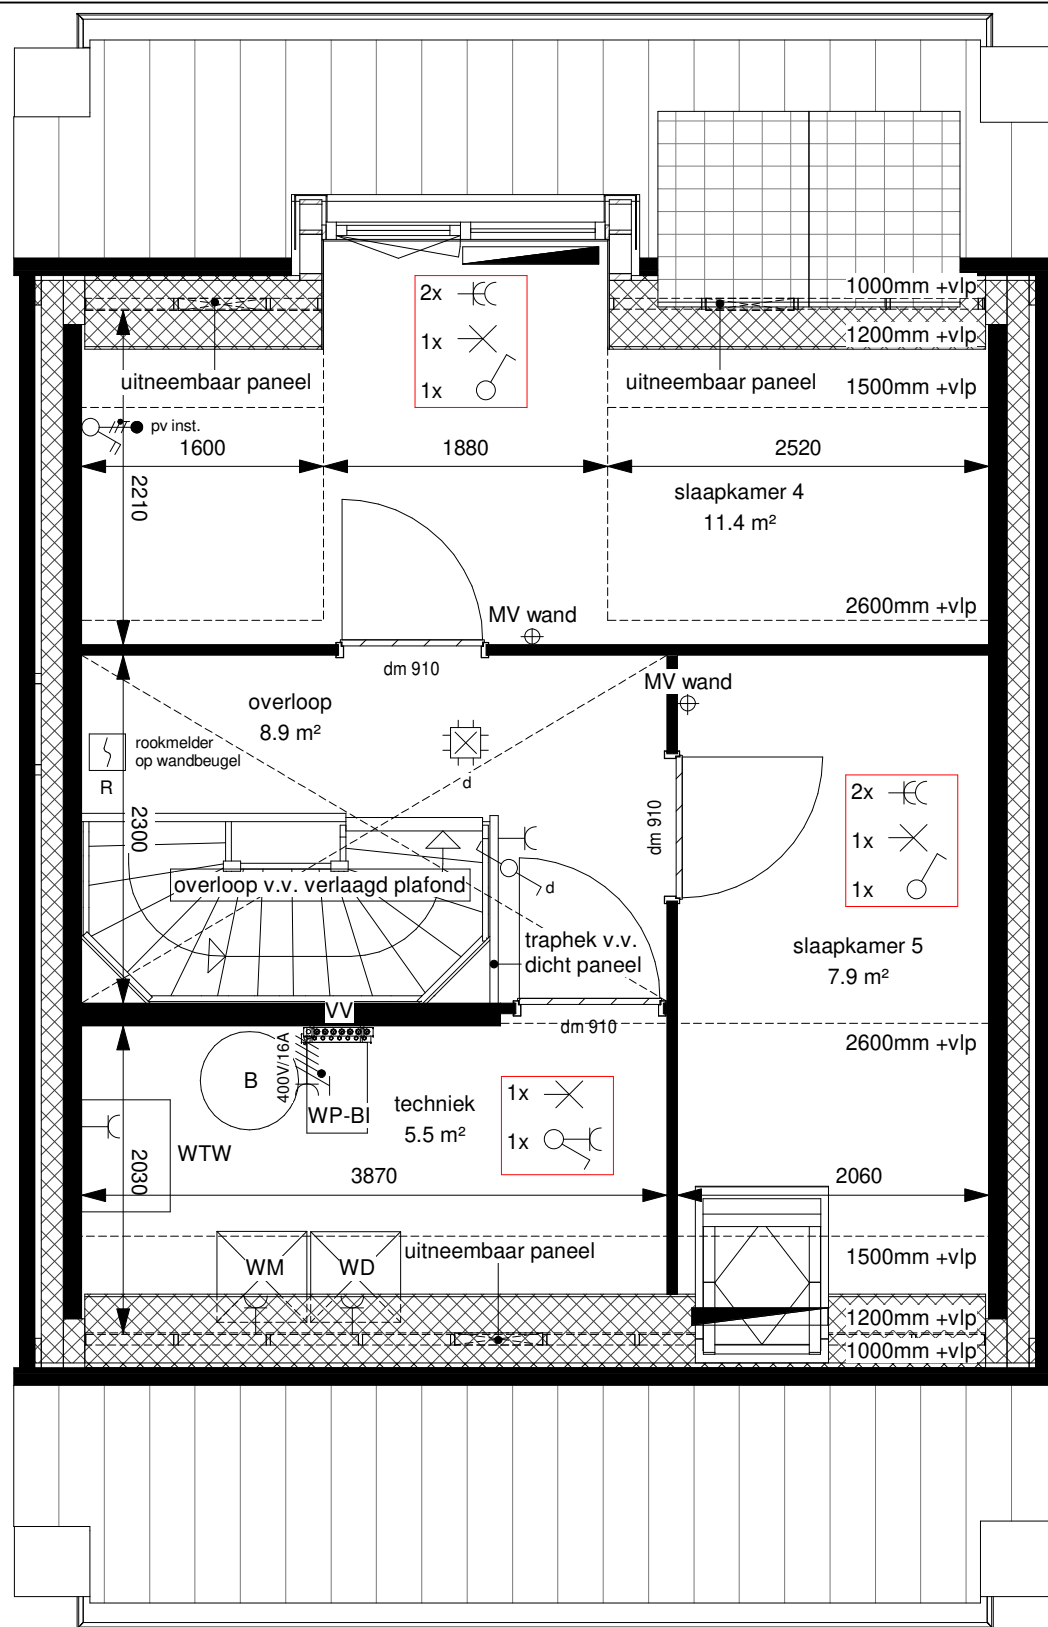 1000mm +vlp
2x
1200mm +vlp
1x
uitneembaar paneel
uitneembaar paneel
1500mm +vlp
1x
pv inst.
1600
1880
2520
2210
slaapkamer 4
11.4 m²
2600mm +vlp
MV wand
dm 910
MV wand
overloop
8.9 m²
rookmelder
op wandbeugel
R
d
2300
dm 910
2x
1x
1x
overloop v.v. verlaagd plafond
d
traphek v.v.
dicht paneel
slaapkamer 5
7.9 m²
VV
dm 910
2600mm +vlp
400V/16A
B
WP-BI
techniek
5.5 m²
1x
1x
WTW
2030
3870
2060
uitneembaar paneel
1500mm +vlp
WM
WD
1200mm +vlp
1000mm +vlp